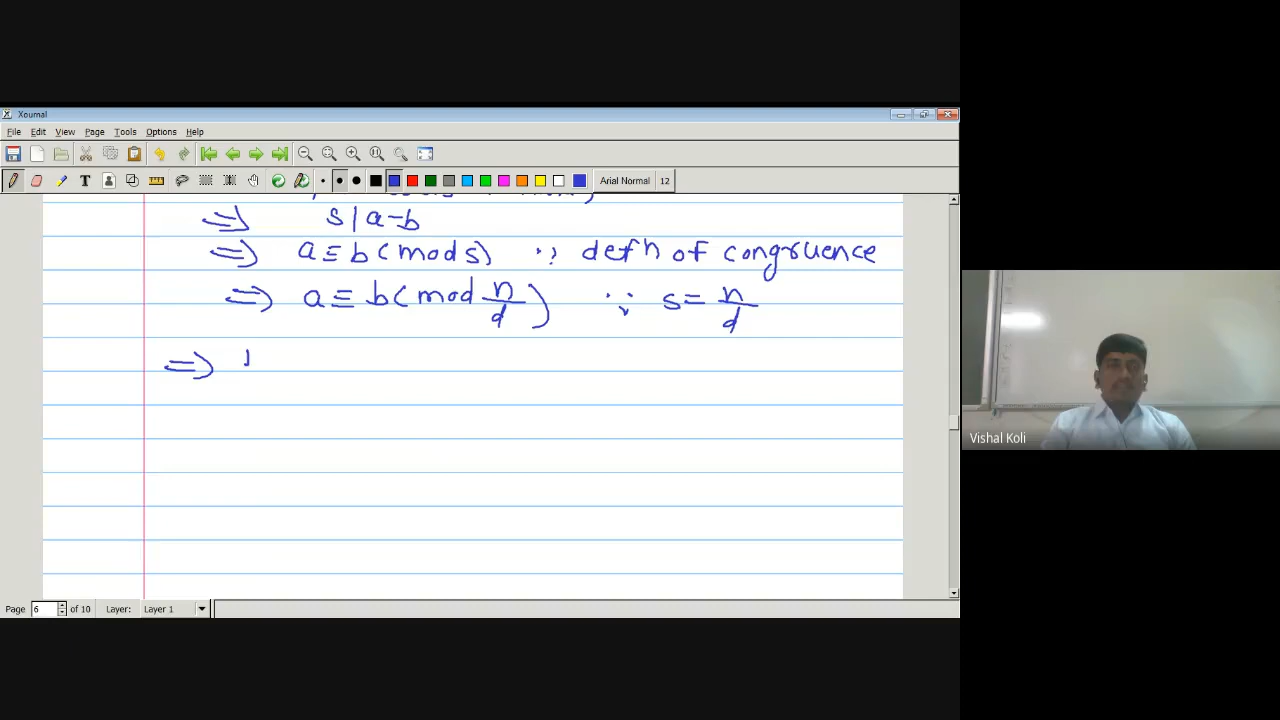 Xournal
File Edit View Page Tools Options Help
Arial Normal 12
⟹ s | a-b
⟹ a ≡ b (mod s) ∵ defn of congruence
⟹ a ≡ b (mod n/d) ∵ s = n/d
⟹
Vishal Koli
Page 6 of 10 Layer: Layer 1